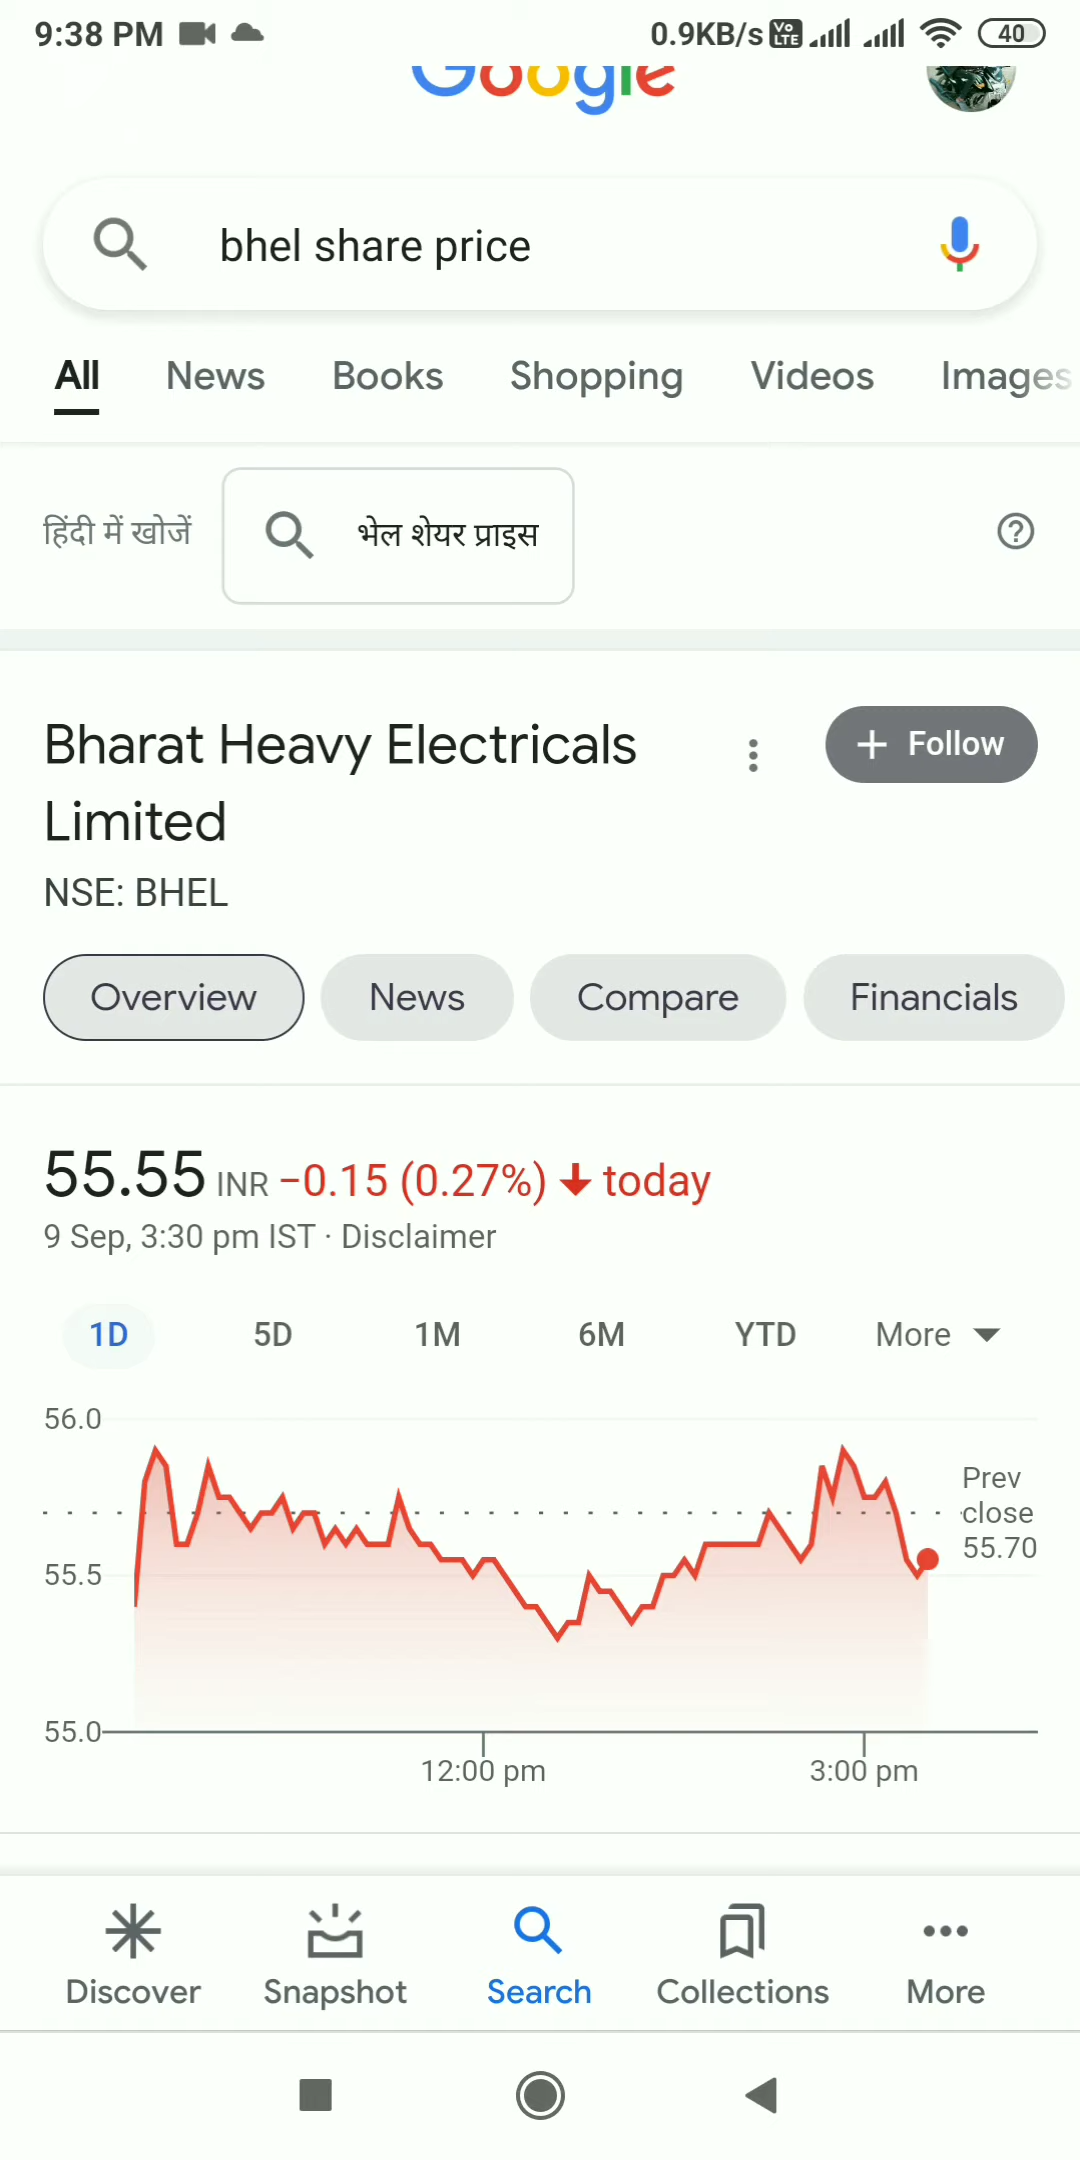 9:38 PM 0.9KB/s Vo LTE 40
Google
bhel share price
All News Books Shopping Videos Images
हिंदी में खोजें भेल शेयर प्राइस
Bharat Heavy Electricals
Limited
+ Follow
NSE: BHEL
Overview News Compare Financials
55.55 INR −0.15 (0.27%) ↓ today
9 Sep, 3:30 pm IST · Disclaimer
1D 5D 1M 6M YTD More
56.0
Prev
close
55.70
55.5
55.0
12:00 pm 3:00 pm
Discover Snapshot Search Collections More